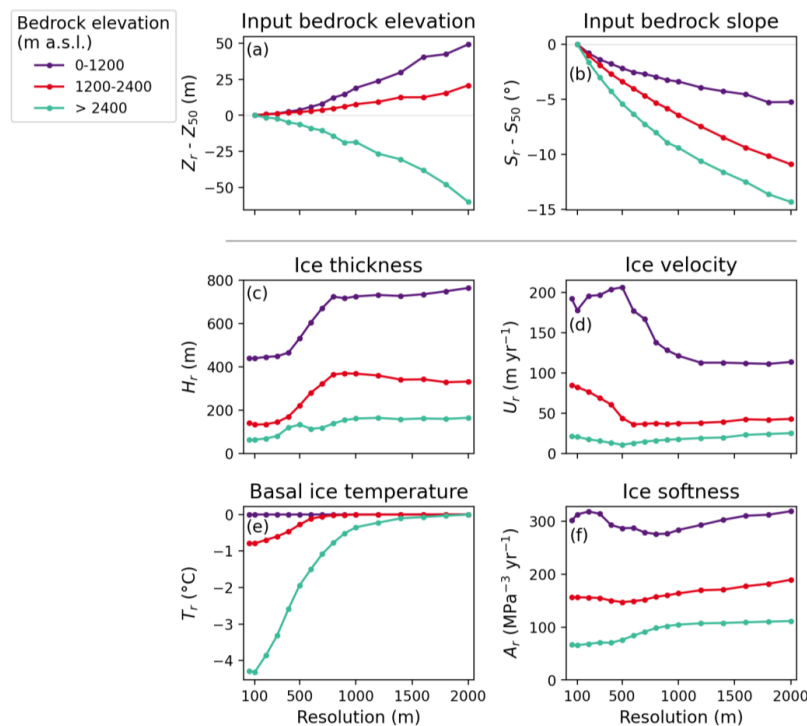 Bedrock elevation
(m a.s.l.)
0-1200
1200-2400
> 2400
Input bedrock elevation
(a)
Z_r - Z_50 (m)
50
25
0
−25
−50
Input bedrock slope
(b)
S_r - S_50 (°)
0
−5
−10
−15
Ice thickness
(c)
H_r (m)
800
600
400
200
0
Ice velocity
(d)
U_r (m yr⁻¹)
200
150
100
50
0
Basal ice temperature
(e)
T_r (°C)
0
−1
−2
−3
−4
100 500 1000 1500 2000
Resolution (m)
Ice softness
(f)
A_r (MPa⁻³ yr⁻¹)
300
200
100
0
100 500 1000 1500 2000
Resolution (m)